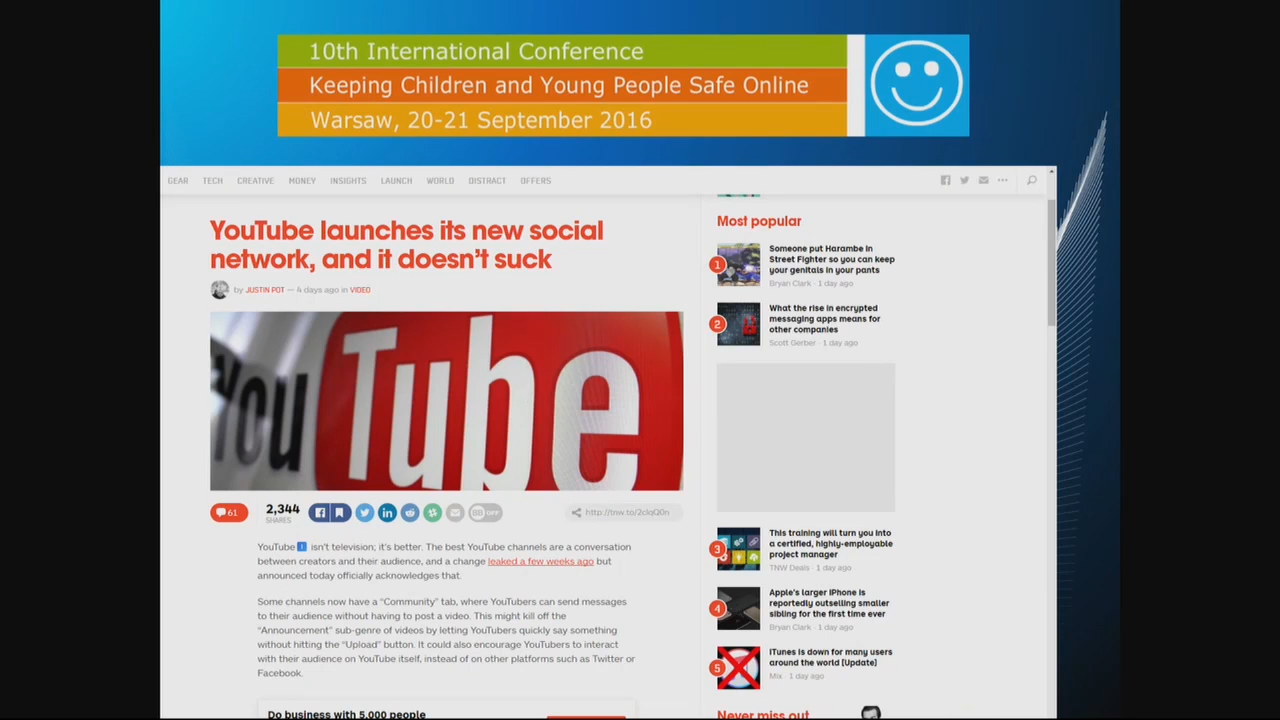 10th International Conference
Keeping Children and Young People Safe Online
Warsaw, 20-21 September 2016
GEAR TECH CREATIVE MONEY INSIGHTS LAUNCH WORLD DISTRACT OFFERS
YouTube launches its new social
network, and it doesn't suck
by JUSTIN POT — 4 days ago in VIDEO
You Tube
61
2,344
SHARES
OFF
http://tnw.to/2clqQ0n
YouTube isn't television; it's better. The best YouTube channels are a conversation
between creators and their audience, and a change leaked a few weeks ago but
announced today officially acknowledges that.
Some channels now have a "Community" tab, where YouTubers can send messages
to their audience without having to post a video. This might kill off the
"Announcement" sub-genre of videos by letting YouTubers quickly say something
without hitting the "Upload" button. It could also encourage YouTubers to interact
with their audience on YouTube itself, instead of on other platforms such as Twitter or
Facebook.
Do business with 5,000 people
Most popular
1
Someone put Harambe in
Street Fighter so you can keep
your genitals in your pants
Bryan Clark · 1 day ago
2
What the rise in encrypted
messaging apps means for
other companies
Scott Gerber · 1 day ago
3
This training will turn you into
a certified, highly-employable
project manager
TNW Deals · 1 day ago
4
Apple's larger iPhone is
reportedly outselling smaller
sibling for the first time ever
Bryan Clark · 1 day ago
5
iTunes is down for many users
around the world [Update]
Mix · 1 day ago
Never miss out